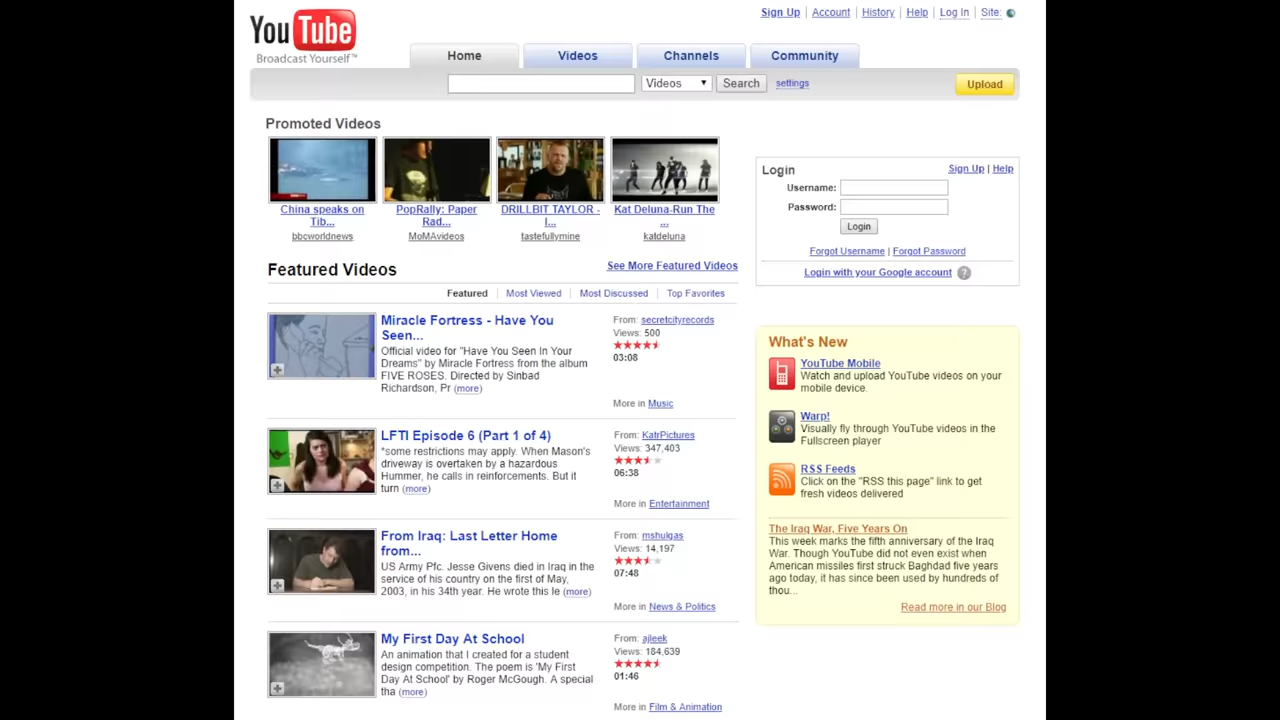 You Tube
Broadcast Yourself™
Sign Up | Account | History | Help | Log In | Site:
Home
Videos
Channels
Community
Videos
Search
settings
Upload
Promoted Videos
China speaks on
Tib...
bbcworldnews
PopRally: Paper
Rad...
MoMAvideos
DRILLBIT TAYLOR -
I...
tastefullymine
Kat Deluna-Run The
...
katdeluna
Featured Videos
See More Featured Videos
Featured | Most Viewed | Most Discussed | Top Favorites
Miracle Fortress - Have You
Seen...
Official video for "Have You Seen In Your
Dreams" by Miracle Fortress from the album
FIVE ROSES. Directed by Sinbad
Richardson, Pr (more)
From: secretcityrecords
Views: 500
03:08
More in Music
LFTI Episode 6 (Part 1 of 4)
*some restrictions may apply. When Mason's
driveway is overtaken by a hazardous
Hummer, he calls in reinforcements. But it
turn (more)
From: KatrPictures
Views: 347,403
06:38
More in Entertainment
From Iraq: Last Letter Home
from...
US Army Pfc. Jesse Givens died in Iraq in the
service of his country on the first of May,
2003, in his 34th year. He wrote this le (more)
From: mshulgas
Views: 14,197
07:48
More in News & Politics
My First Day At School
An animation that I created for a student
design competition. The poem is 'My First
Day At School' by Roger McGough. A special
tha (more)
From: ajleek
Views: 184,639
01:46
More in Film & Animation
Login
Sign Up | Help
Username:
Password:
Login
Forgot Username | Forgot Password
Login with your Google account ?
What's New
YouTube Mobile
Watch and upload YouTube videos on your
mobile device.
Warp!
Visually fly through YouTube videos in the
Fullscreen player
RSS Feeds
Click on the "RSS this page" link to get
fresh videos delivered
The Iraq War, Five Years On
This week marks the fifth anniversary of the Iraq
War. Though YouTube did not even exist when
American missiles first struck Baghdad five years
ago today, it has since been used by hundreds of
thou...
Read more in our Blog